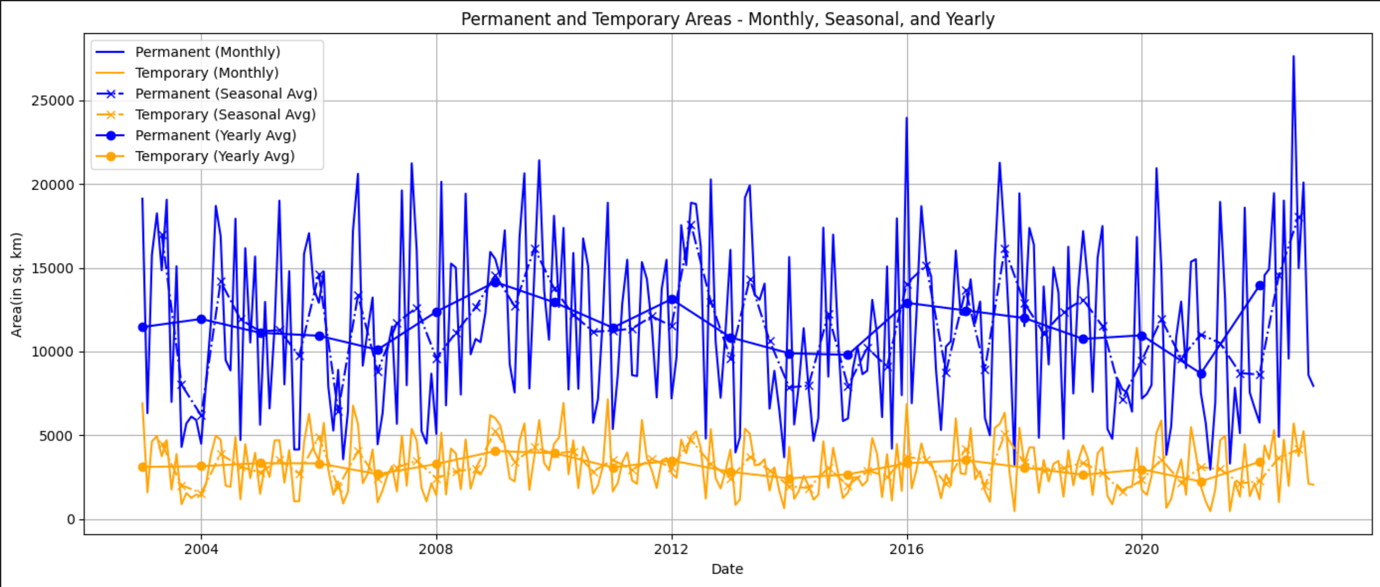 Permanent and Temporary Areas - Monthly, Seasonal, and Yearly
Permanent (Monthly)
Temporary (Monthly)
Permanent (Seasonal Avg)
Temporary (Seasonal Avg)
Permanent (Yearly Avg)
Temporary (Yearly Avg)
Area(in sq. km)
25000
20000
15000
10000
5000
0
2004 2008 2012 2016 2020
Date